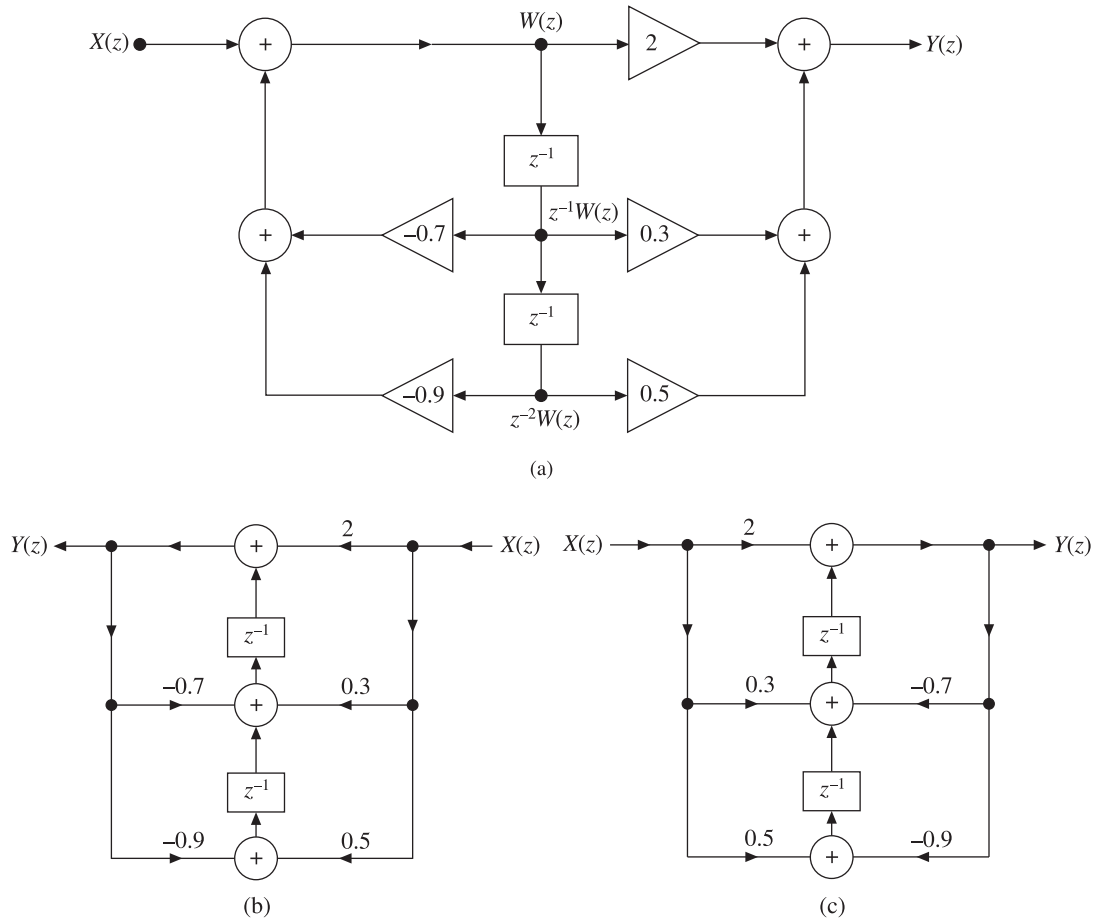 W(z)
X(z) + 2 + Y(z)
z⁻¹
z⁻¹W(z)
+ –0.7 0.3 +
z⁻¹
–0.9 0.5
z⁻²W(z)
(a)
Y(z) + 2 X(z)
z⁻¹
–0.7 + 0.3
z⁻¹
–0.9 + 0.5
(b)
X(z) 2 + Y(z)
z⁻¹
0.3 + –0.7
z⁻¹
0.5 + –0.9
(c)